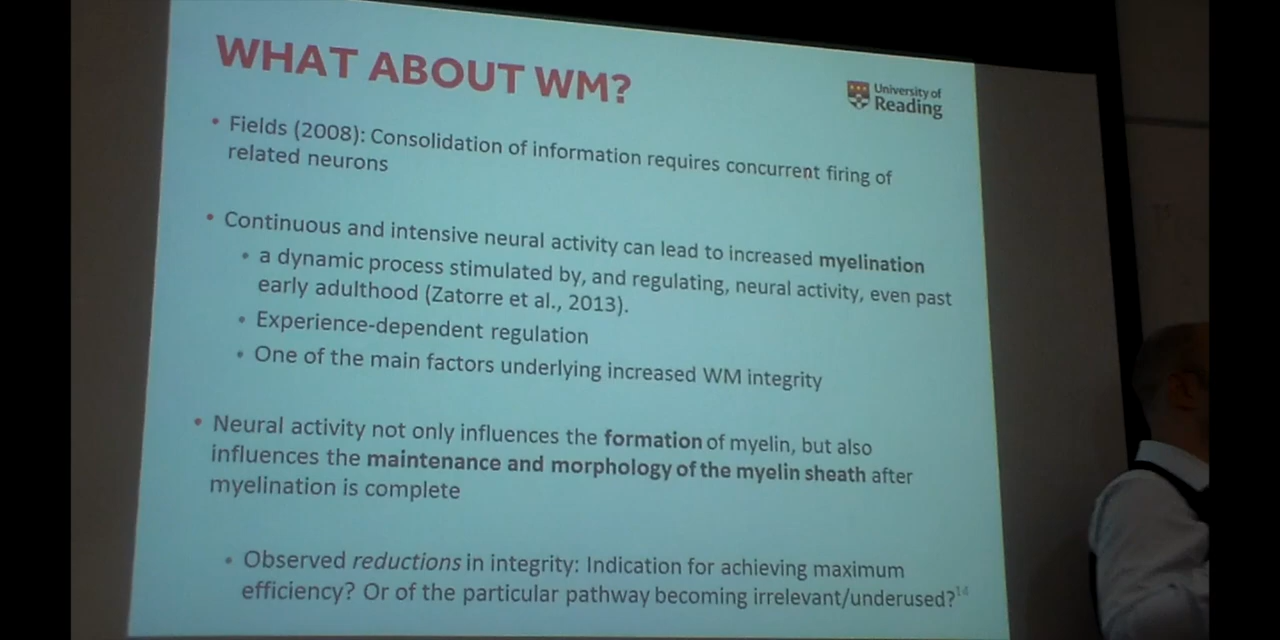 WHAT ABOUT WM?
University of
Reading
• Fields (2008): Consolidation of information requires concurrent firing of
related neurons
• Continuous and intensive neural activity can lead to increased myelination
• a dynamic process stimulated by, and regulating, neural activity, even past
early adulthood (Zatorre et al., 2013).
• Experience-dependent regulation
• One of the main factors underlying increased WM integrity
• Neural activity not only influences the formation of myelin, but also
influences the maintenance and morphology of the myelin sheath after
myelination is complete
• Observed reductions in integrity: Indication for achieving maximum
efficiency? Or of the particular pathway becoming irrelevant/underused?
14